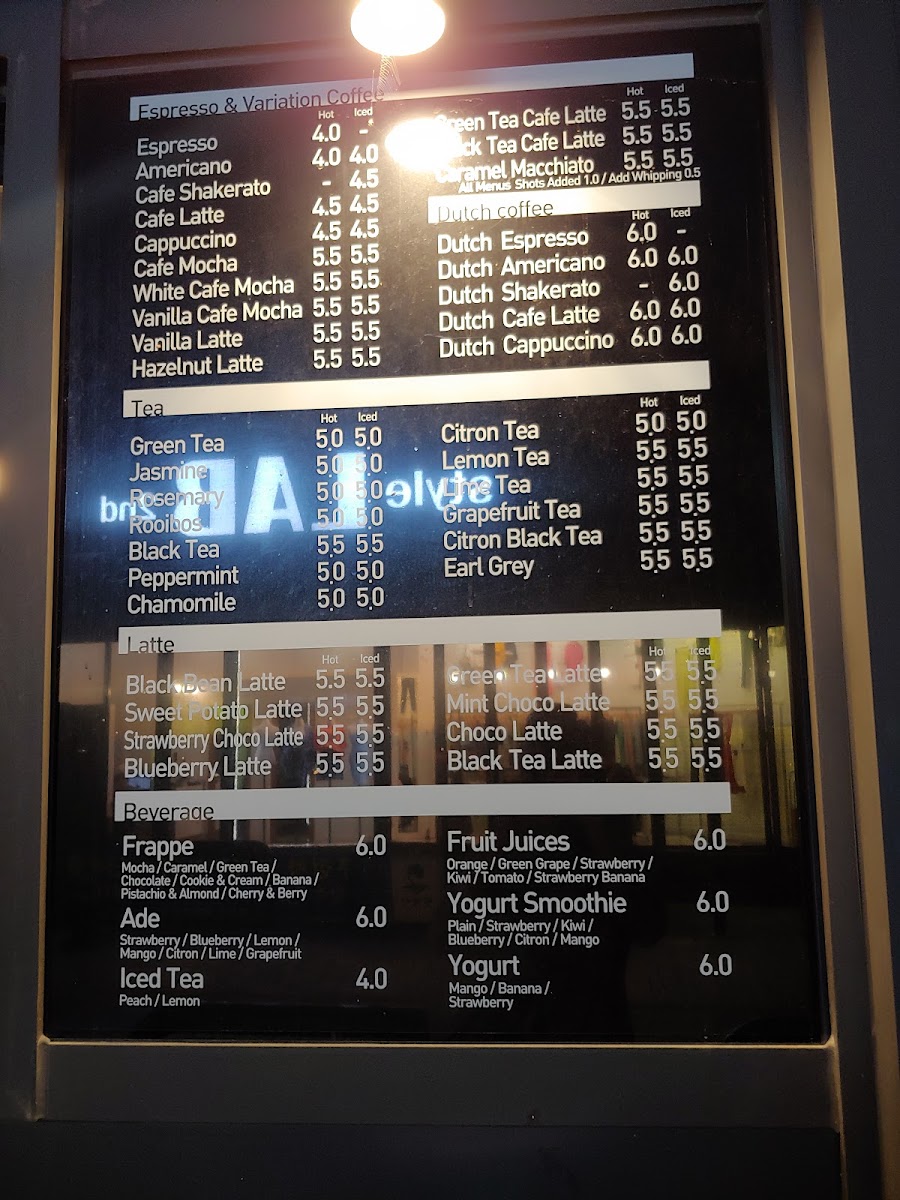 Espresso & Variation Coffee
Hot Iced
Espresso 4.0 -
Americano 4.0 4.0
Cafe Shakerato - 4.5
Cafe Latte 4.5 4.5
Cappuccino 4.5 4.5
Cafe Mocha 5.5 5.5
White Cafe Mocha 5.5 5.5
Vanilla Cafe Mocha 5.5 5.5
Vanilla Latte 5.5 5.5
Hazelnut Latte 5.5 5.5
Hot Iced
Green Tea Cafe Latte 5.5 5.5
Black Tea Cafe Latte 5.5 5.5
Caramel Macchiato 5.5 5.5
All Menus Shots Added 1.0 / Add Whipping 0.5
Dutch coffee
Hot Iced
Dutch Espresso 6.0 -
Dutch Americano 6.0 6.0
Dutch Shakerato - 6.0
Dutch Cafe Latte 6.0 6.0
Dutch Cappuccino 6.0 6.0
Tea
Hot Iced
Green Tea 5.0 5.0
Jasmine 5.0 5.0
Rosemary 5.0 5.0
Rooibos 5.0 5.0
Black Tea 5.5 5.5
Peppermint 5.0 5.0
Chamomile 5.0 5.0
Hot Iced
Citron Tea 5.0 5.0
Lemon Tea 5.5 5.5
Lime Tea 5.5 5.5
Grapefruit Tea 5.5 5.5
Citron Black Tea 5.5 5.5
Earl Grey 5.5 5.5
style LAB 2nd
Latte
Hot Iced
Black Bean Latte 5.5 5.5
Sweet Potato Latte 5.5 5.5
Strawberry Choco Latte 5.5 5.5
Blueberry Latte 5.5 5.5
Hot Iced
Green Tea Latte 5.5 5.5
Mint Choco Latte 5.5 5.5
Choco Latte 5.5 5.5
Black Tea Latte 5.5 5.5
Beverage
Frappe 6.0
Mocha / Caramel / Green Tea /
Chocolate / Cookie & Cream / Banana /
Pistachio & Almond / Cherry & Berry
Ade 6.0
Strawberry / Blueberry / Lemon /
Mango / Citron / Lime / Grapefruit
Iced Tea 4.0
Peach / Lemon
Fruit Juices 6.0
Orange / Green Grape / Strawberry /
Kiwi / Tomato / Strawberry Banana
Yogurt Smoothie 6.0
Plain / Strawberry / Kiwi /
Blueberry / Citron / Mango
Yogurt 6.0
Mango / Banana /
Strawberry